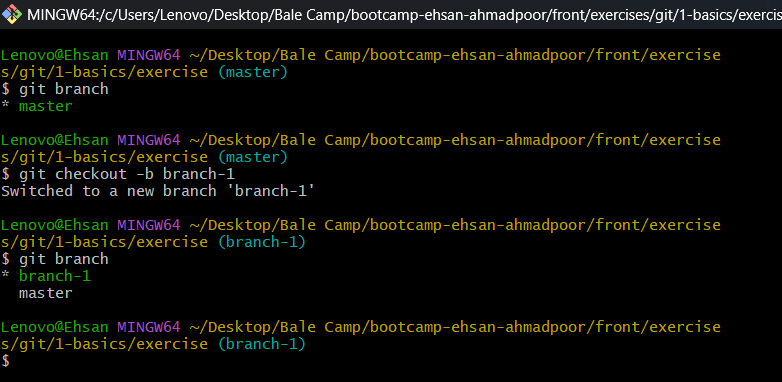 MINGW64:/c/Users/Lenovo/Desktop/Bale Camp/bootcamp-ehsan-ahmadpoor/front/exercises/git/1-basics/exercis
Lenovo@Ehsan MINGW64 ~/Desktop/Bale Camp/bootcamp-ehsan-ahmadpoor/front/exercise
s/git/1-basics/exercise (master)
$ git branch
* master
Lenovo@Ehsan MINGW64 ~/Desktop/Bale Camp/bootcamp-ehsan-ahmadpoor/front/exercise
s/git/1-basics/exercise (master)
$ git checkout -b branch-1
Switched to a new branch 'branch-1'
Lenovo@Ehsan MINGW64 ~/Desktop/Bale Camp/bootcamp-ehsan-ahmadpoor/front/exercise
s/git/1-basics/exercise (branch-1)
$ git branch
* branch-1
  master
Lenovo@Ehsan MINGW64 ~/Desktop/Bale Camp/bootcamp-ehsan-ahmadpoor/front/exercise
s/git/1-basics/exercise (branch-1)
$